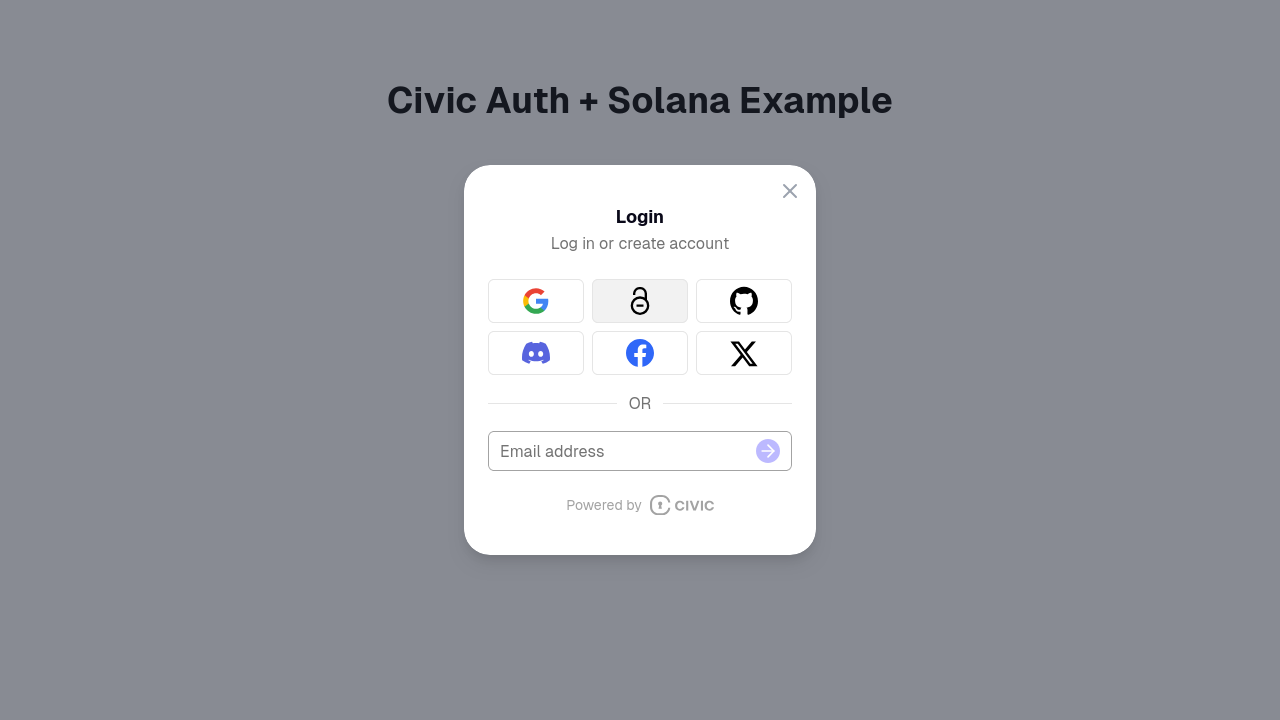 Civic Auth + Solana Example
Login
Log in or create account
OR
Email address
Powered by CIVIC